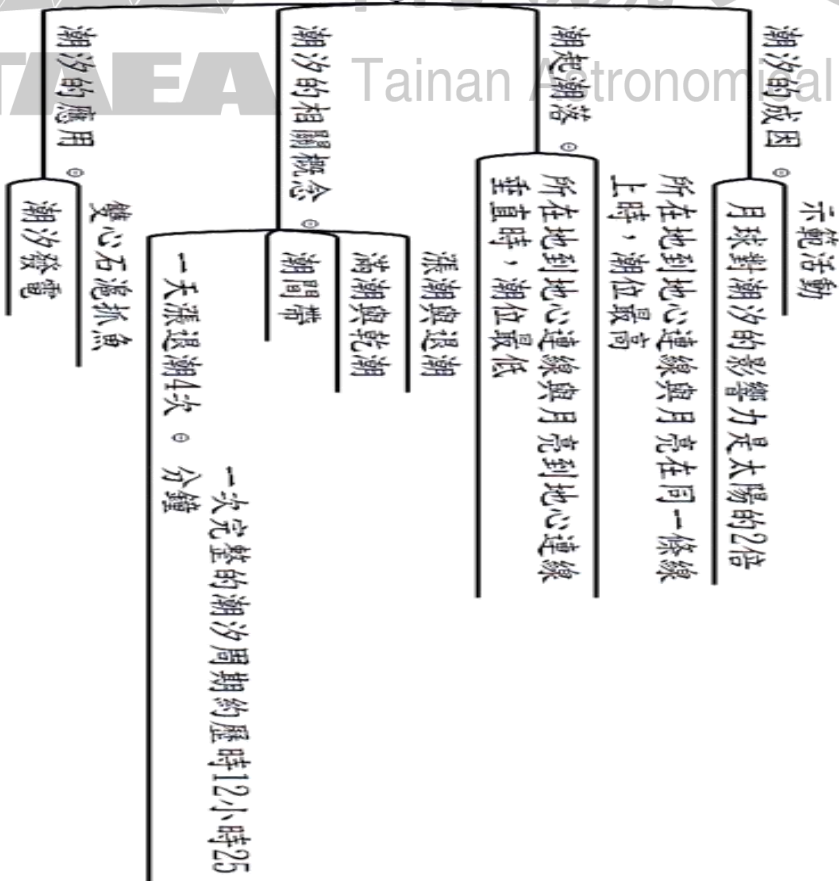 TAEA
Tainan Astronomical
潮汐的成因
示範活動
月球對潮汐的影響力是太陽的2倍
潮起潮落
所在地到地心連線與月亮在同一條線
上時，潮位最高
所在地到地心連線與月亮到地心連線
垂直時，潮位最低
潮汐的相關概念
漲潮與退潮
滿潮與乾潮
潮間帶
一天漲退潮4次
一次完整的潮汐周期約歷時12小時25
分鐘
潮汐的應用
雙心石滬抓魚
潮汐發電